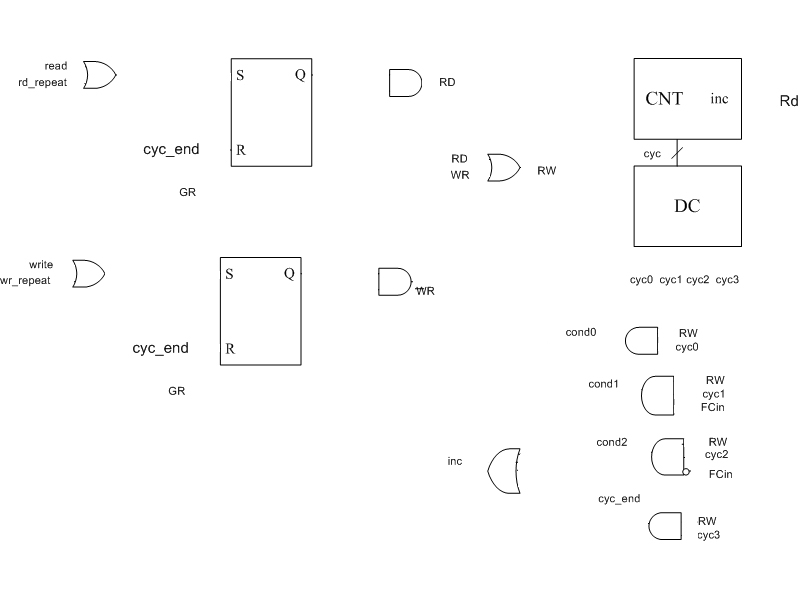 read
rd_repeat
S Q
R
cyc_end
GR
RD
RD
WR
RW
CNT inc
Rd
cyc
DC
cyc0 cyc1 cyc2 cyc3
write
wr_repeat
S Q
R
cyc_end
GR
WR
cond0
RW
cyc0
cond1
RW
cyc1
FCin
cond2
RW
cyc2
FCin
inc
cyc_end
RW
cyc3